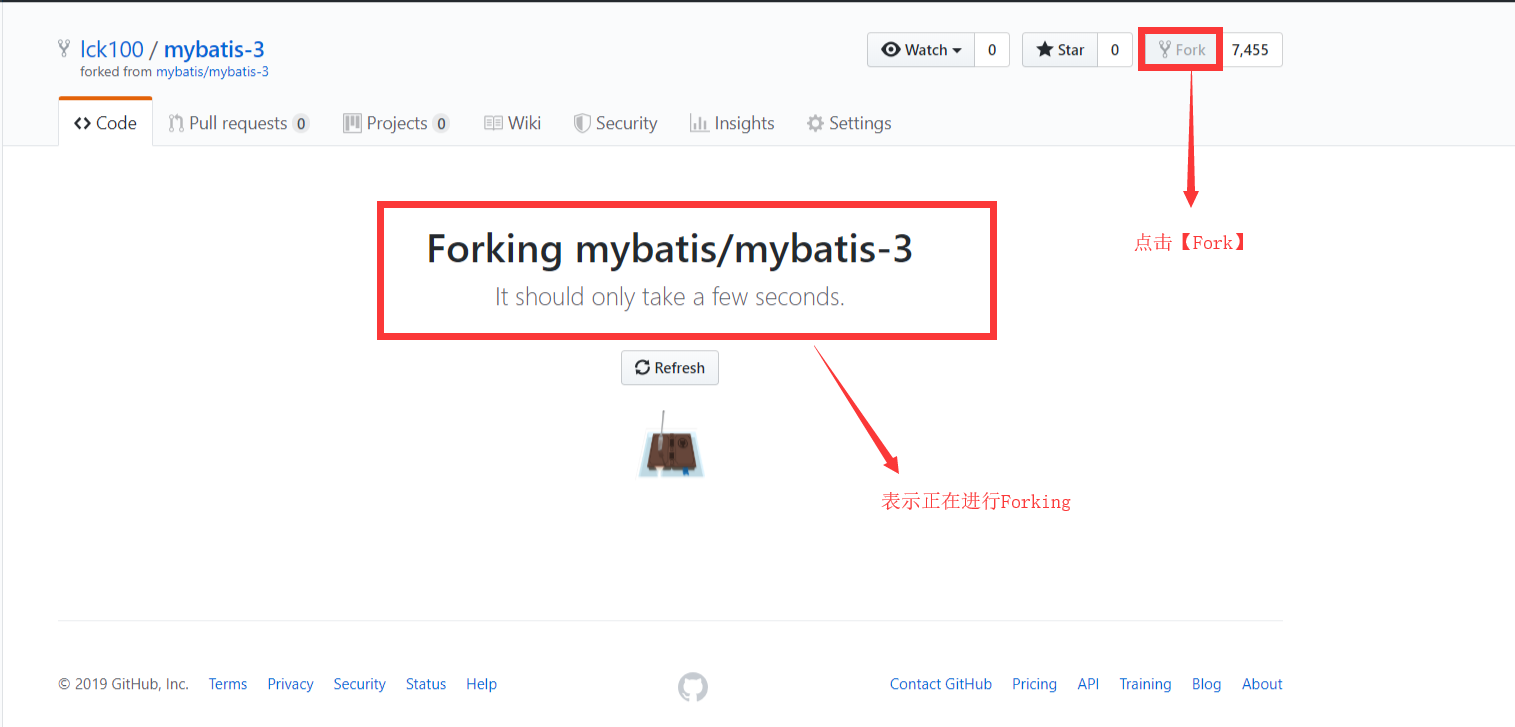 lck100 / mybatis-3
forked from mybatis/mybatis-3
Watch 0 Star 0 Fork 7,455
Code Pull requests 0 Projects 0 Wiki Security Insights Settings
点击【Fork】
Forking mybatis/mybatis-3
It should only take a few seconds.
Refresh
表示正在进行Forking
© 2019 GitHub, Inc. Terms Privacy Security Status Help Contact GitHub Pricing API Training Blog About